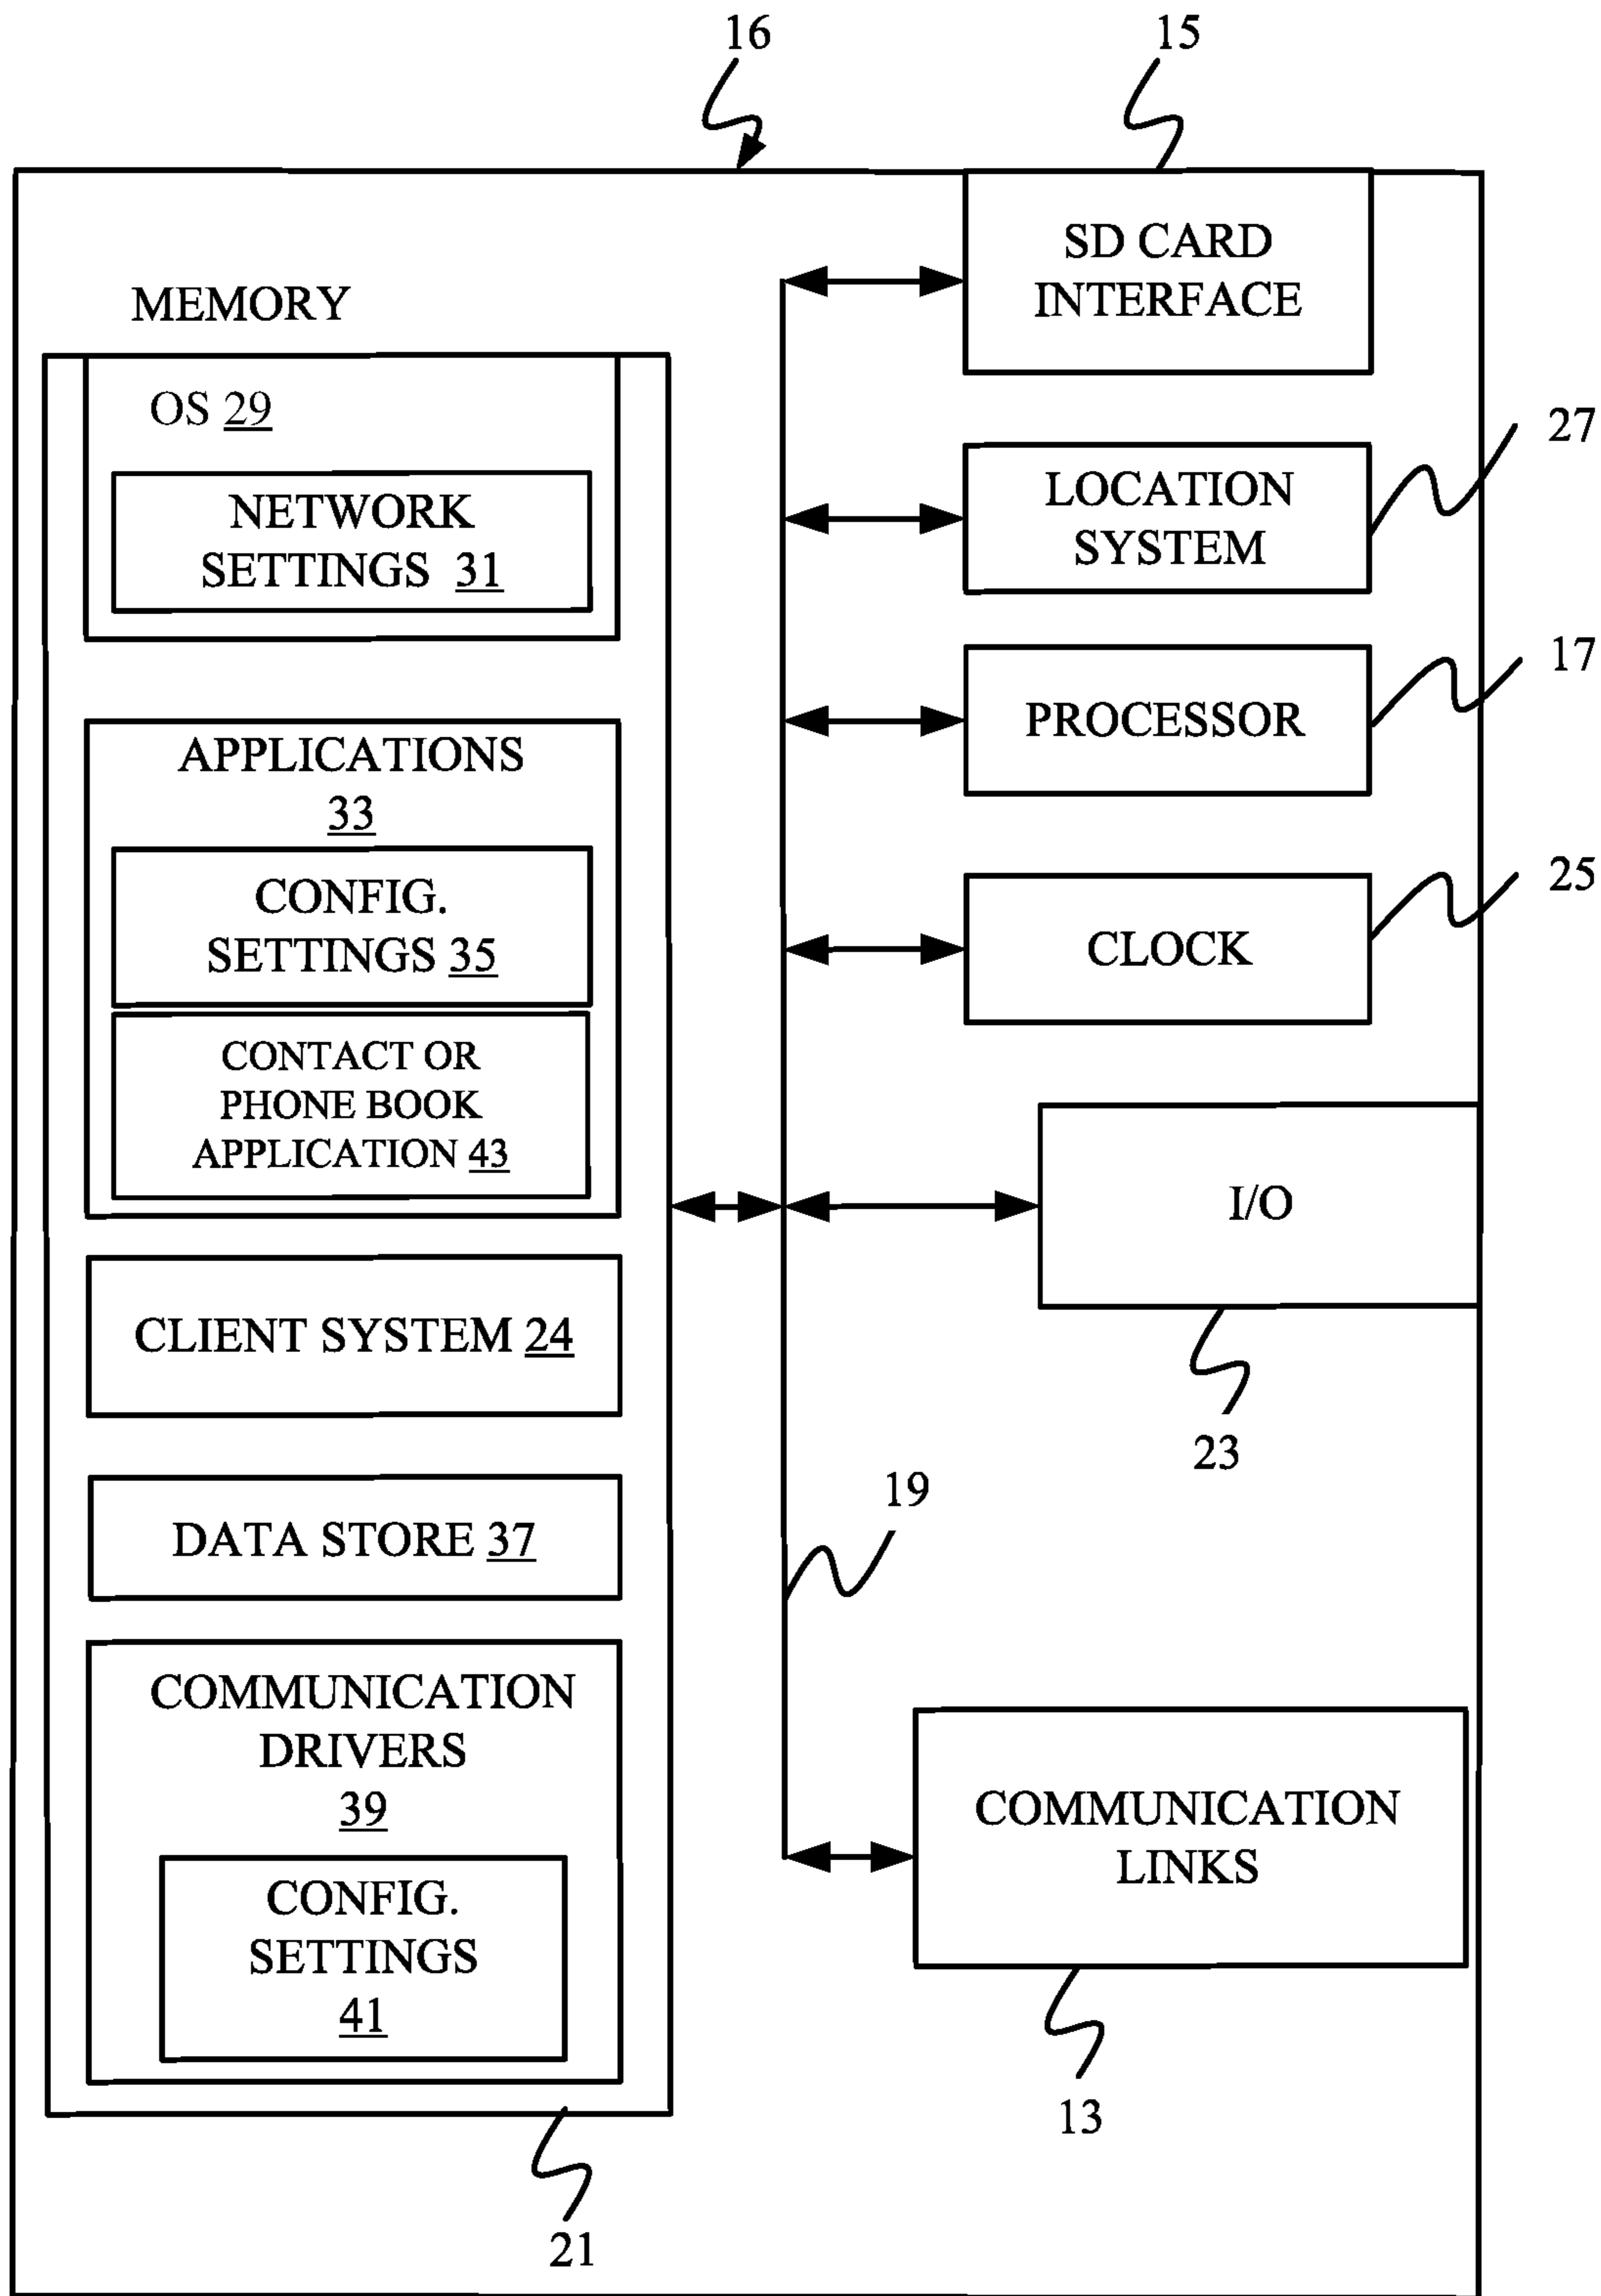 16
15
SD CARD
INTERFACE
MEMORY
OS 29
NETWORK
SETTINGS 31
27
LOCATION
SYSTEM
17
PROCESSOR
APPLICATIONS
33
CONFIG.
SETTINGS 35
CONTACT OR
PHONE BOOK
APPLICATION 43
25
CLOCK
I/O
23
CLIENT SYSTEM 24
19
DATA STORE 37
COMMUNICATION
DRIVERS
39
CONFIG.
SETTINGS
41
COMMUNICATION
LINKS
13
21